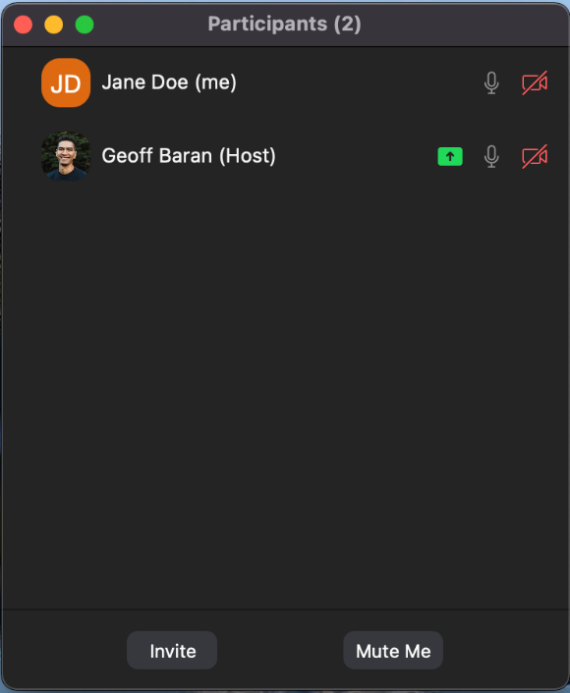 Participants (2)
JD Jane Doe (me)
Geoff Baran (Host)
Invite Mute Me